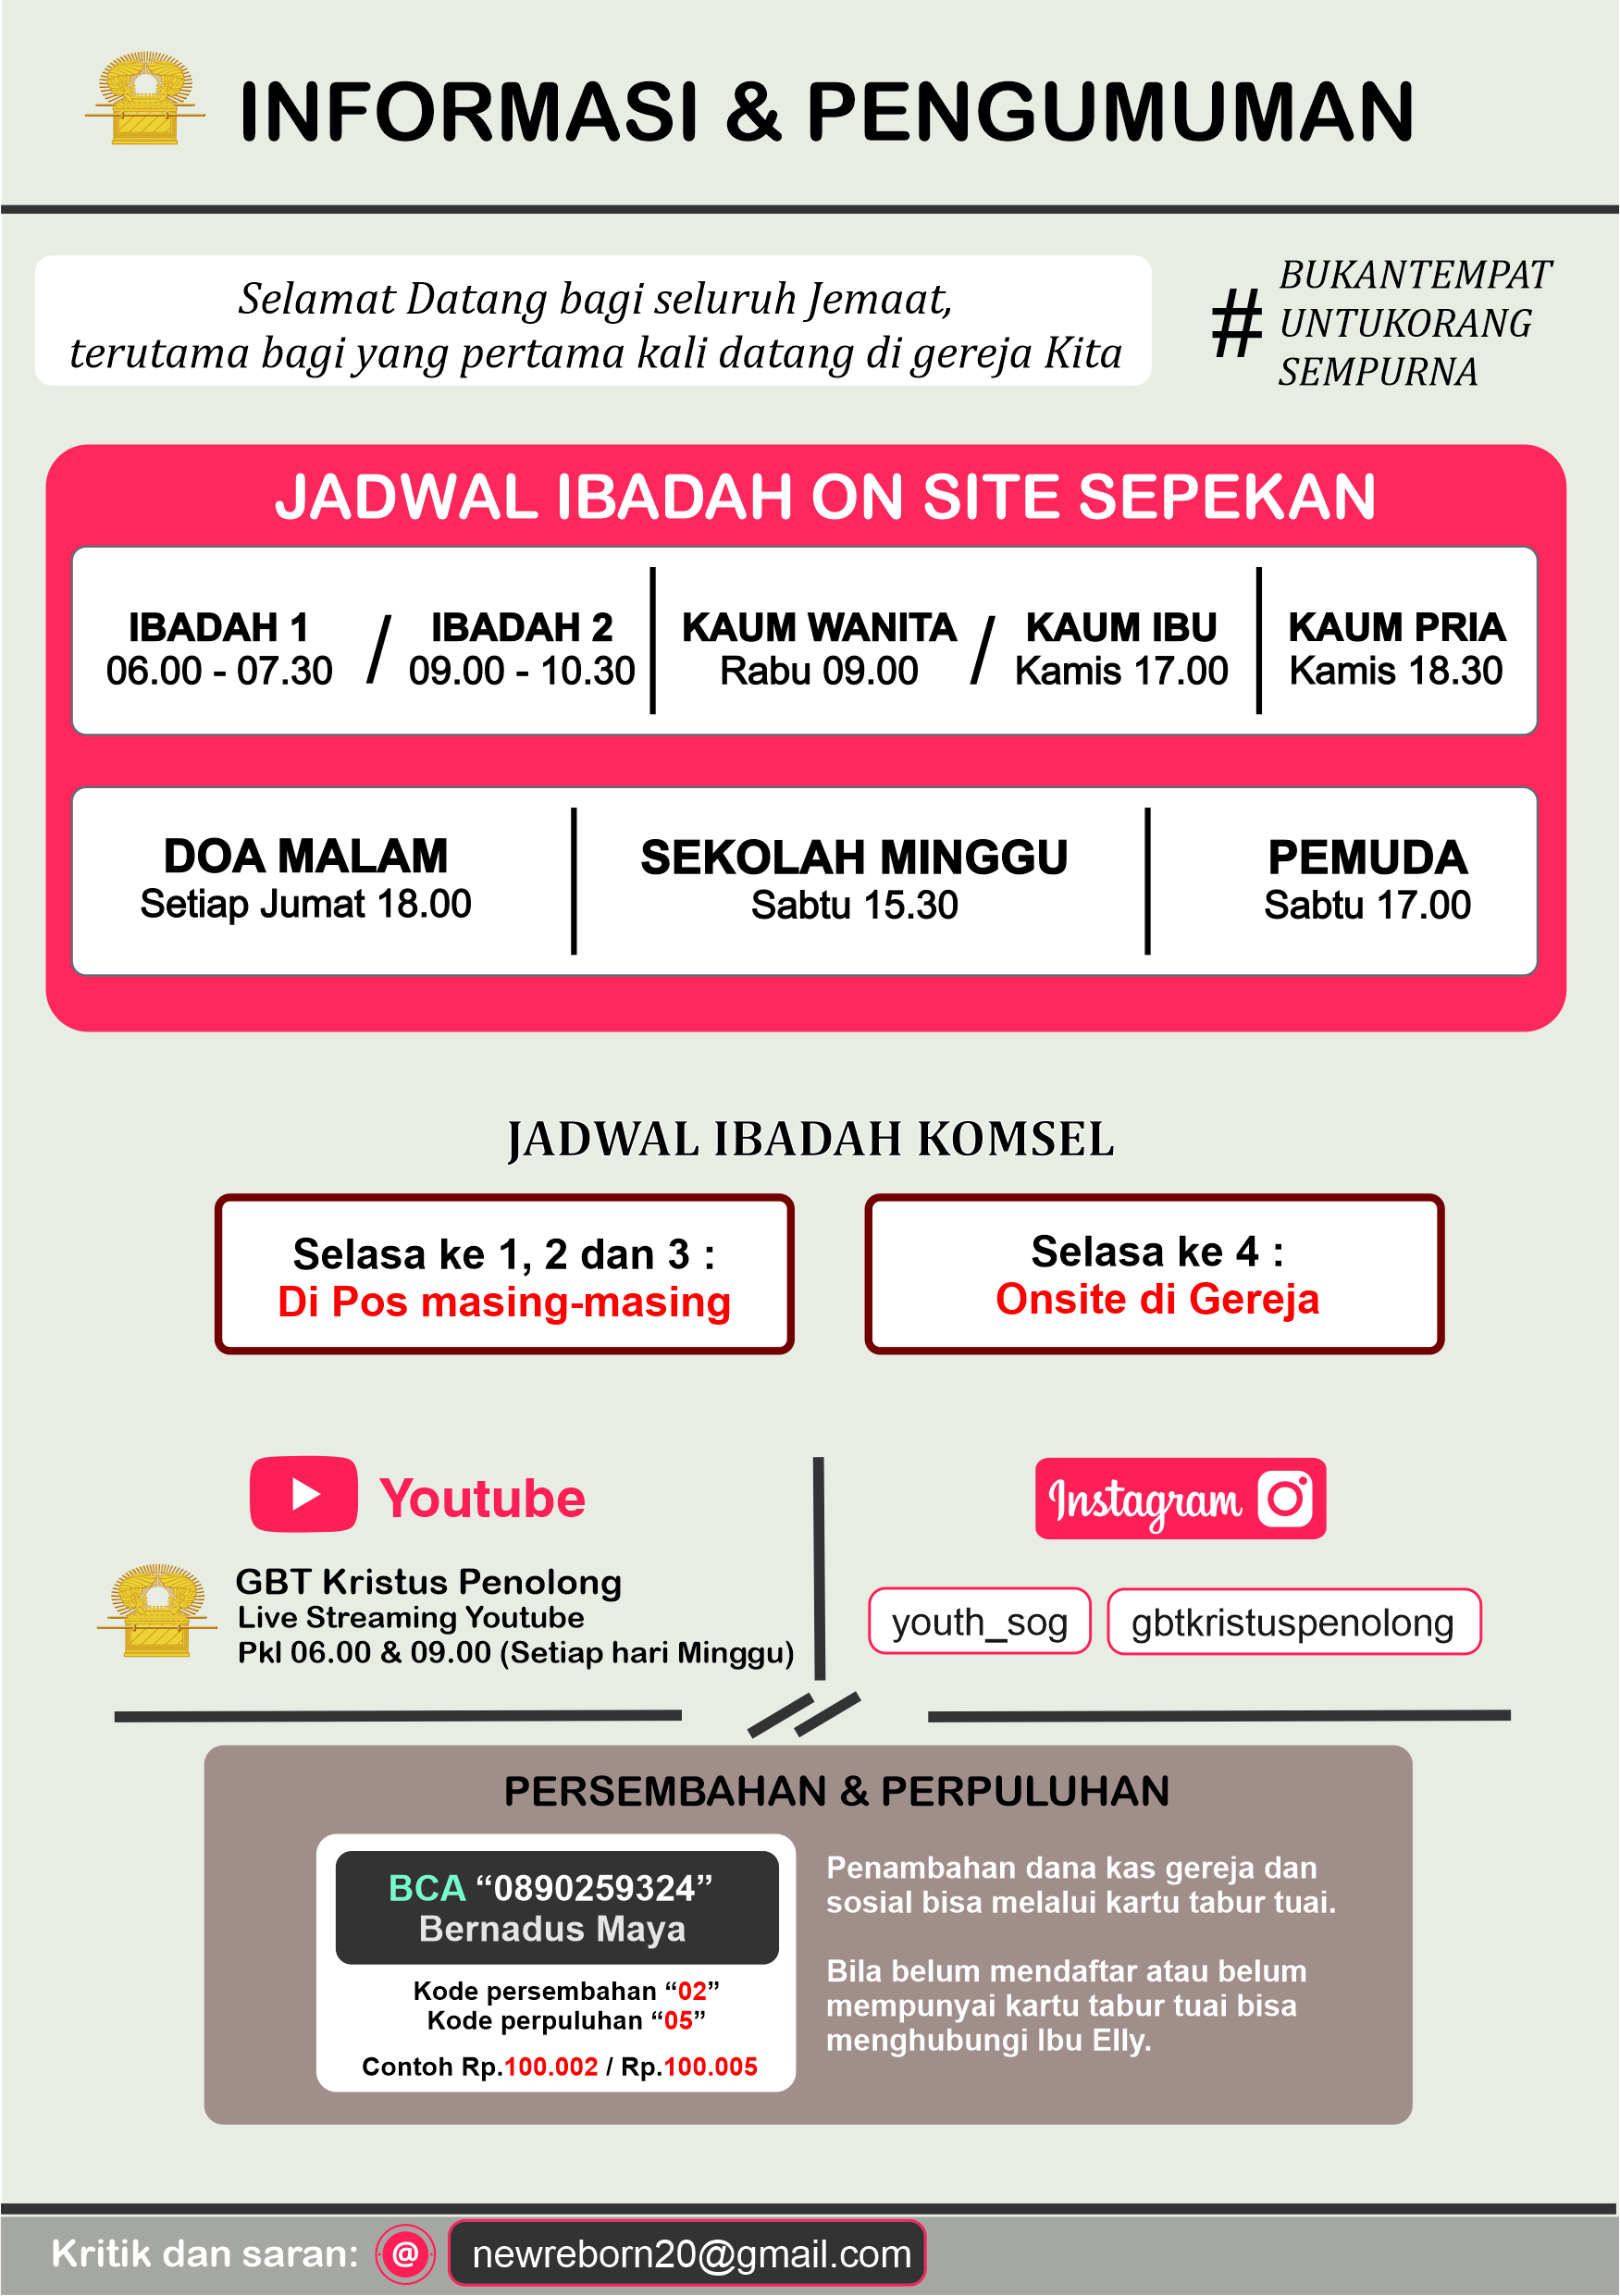 INFORMASI & PENGUMUMAN
Selamat Datang bagi seluruh Jemaat,
terutama bagi yang pertama kali datang di gereja Kita
#BUKANTEMPAT
UNTUKORANG
SEMPURNA
JADWAL IBADAH ON SITE SEPEKAN
IBADAH 1 / IBADAH 2 KAUM WANITA / KAUM IBU KAUM PRIA
06.00 - 07.30 09.00 - 10.30 Rabu 09.00 Kamis 17.00 Kamis 18.30
DOA MALAM SEKOLAH MINGGU PEMUDA
Setiap Jumat 18.00 Sabtu 15.30 Sabtu 17.00
JADWAL IBADAH KOMSEL
Selasa ke 1, 2 dan 3 :
Di Pos masing-masing
Selasa ke 4 :
Onsite di Gereja
Youtube
GBT Kristus Penolong
Live Streaming Youtube
Pkl 06.00 & 09.00 (Setiap hari Minggu)
Instagram
youth_sog gbtkristuspenolong
PERSEMBAHAN & PERPULUHAN
BCA “0890259324”
Bernadus Maya
Kode persembahan “02”
Kode perpuluhan “05”
Contoh Rp.100.002 / Rp.100.005
Penambahan dana kas gereja dan
sosial bisa melalui kartu tabur tuai.
Bila belum mendaftar atau belum
mempunyai kartu tabur tuai bisa
menghubungi Ibu Elly.
Kritik dan saran: @ newreborn20@gmail.com